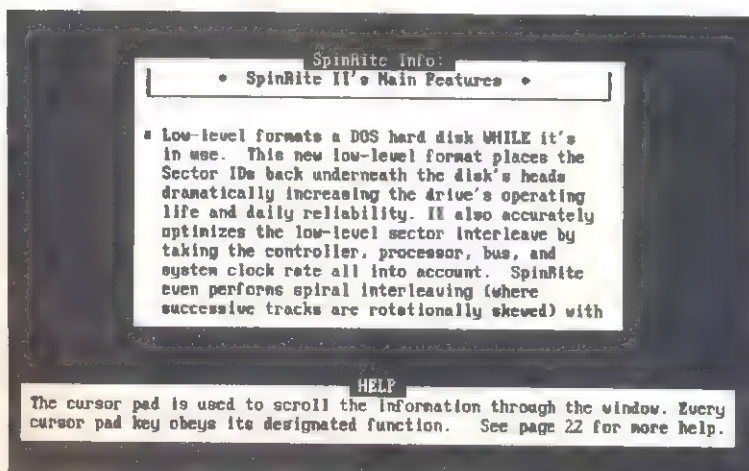 SpinRite Info:
• SpinRite II's Main Features •
■ Low-level formats a DOS hard disk WHILE it's
in use. This new low-level format places the
Sector IDs back underneath the disk's heads
dramatically increasing the drive's operating
life and daily reliability. It also accurately
optimizes the low-level sector interleave by
taking the controller, processor, bus, and
system clock rate all into account. SpinRite
even performs spiral interleaving (where
successive tracks are rotationally skewed) with
HELP
The cursor pad is used to scroll the information through the window. Every
cursor pad key obeys its designated function. See page 22 for more help.